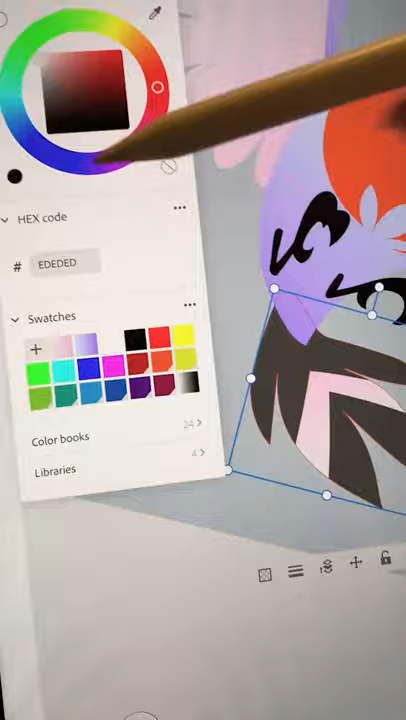 HEX code
# EDEDED
Swatches
Color books 24
Libraries 4